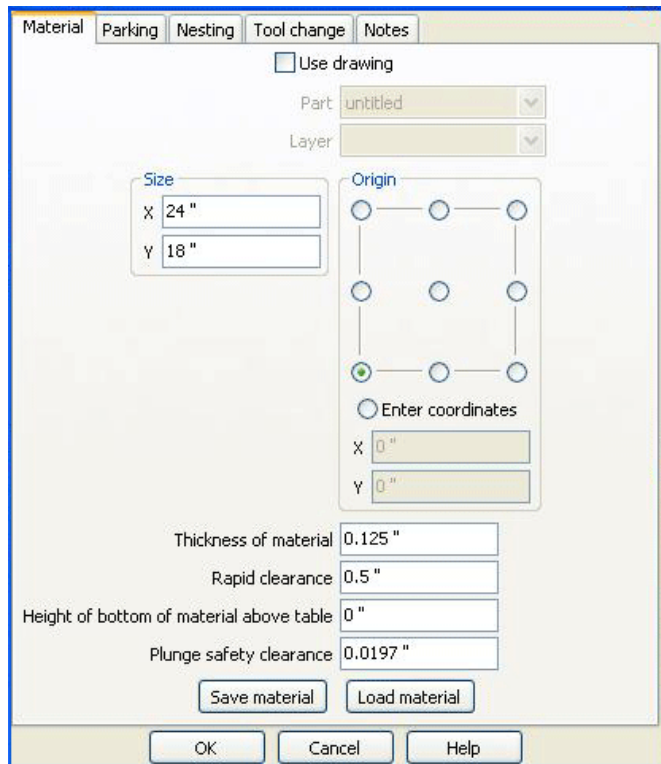 Material Parking Nesting Tool change Notes
Use drawing
Part untitled
Layer
Size
X 24 "
Y 18 "
Origin
Enter coordinates
X 0 "
Y 0 "
Thickness of material 0.125 "
Rapid clearance 0.5 "
Height of bottom of material above table 0 "
Plunge safety clearance 0.0197 "
Save material Load material
OK Cancel Help